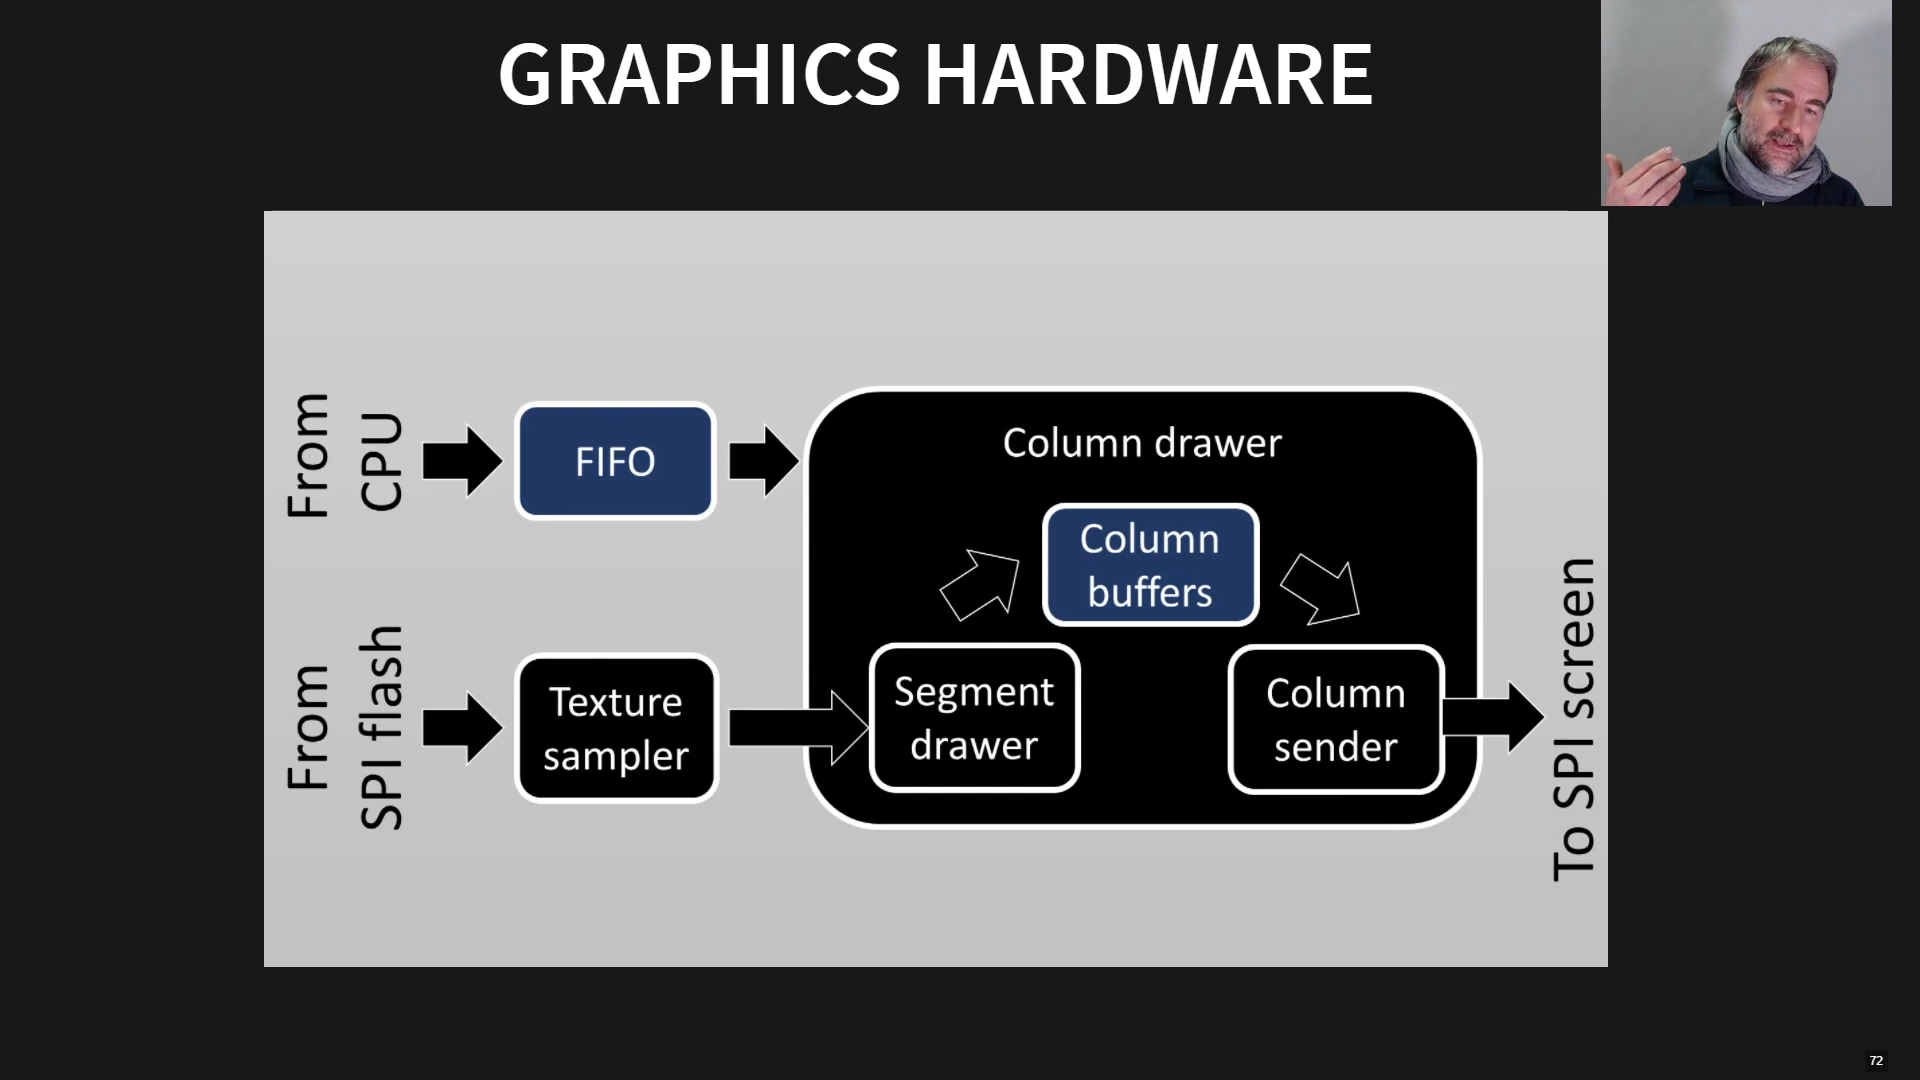 GRAPHICS HARDWARE
From
CPU
FIFO
Column drawer
Column
buffers
From
SPI flash
Texture
sampler
Segment
drawer
Column
sender
To SPI screen
72